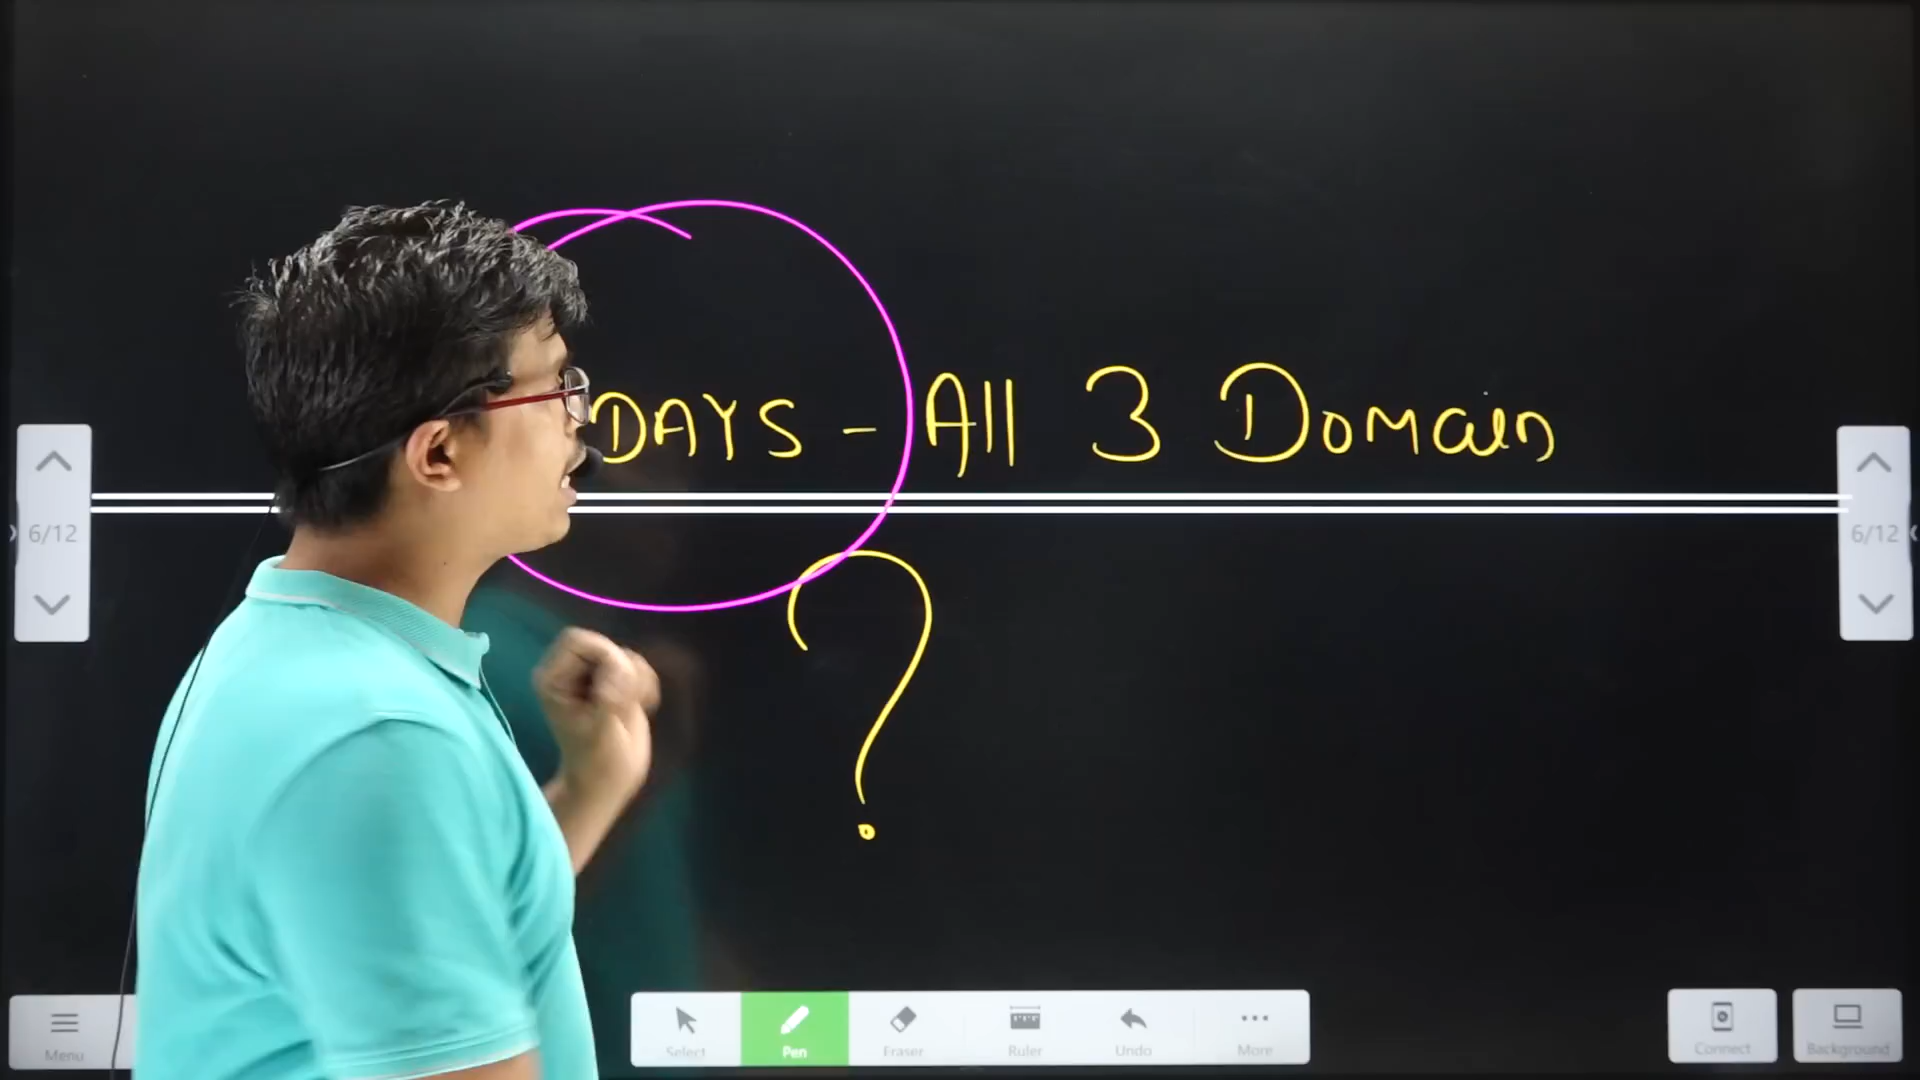 DAYS - All 3 Domain
6/12
6/12
?
Menu
Select
Pen
Eraser
Ruler
Undo
More
Connect
Background